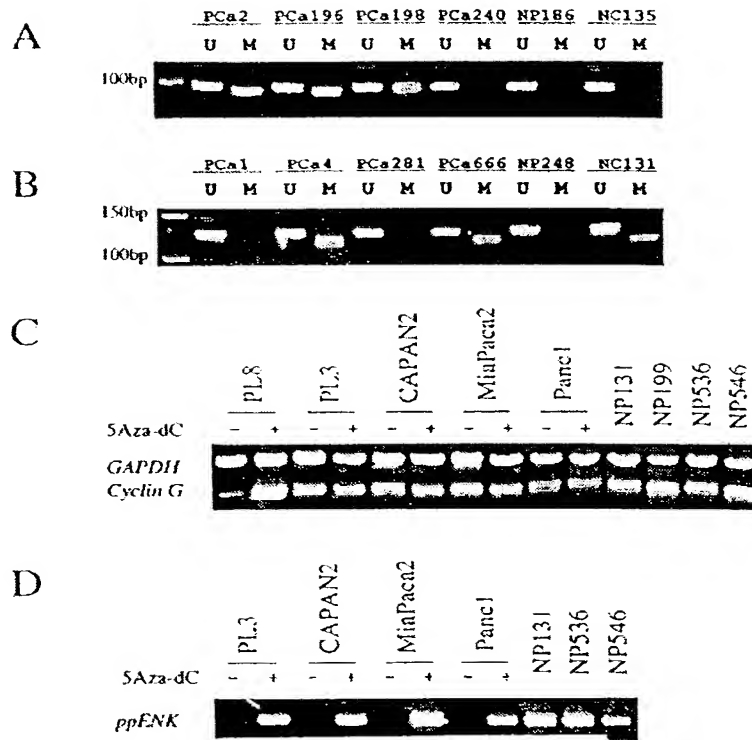 A
PCa2 PCa196 PCa198 PCa240 NP186 NC135
U M U M U M U M U M U M
100bp
B
PCa1 PCa4 PCa281 PCa666 NP248 NC131
U M U M U M U M U M U M
150bp
100bp
C
PL8 PL3 CAPAN2 MiaPaca2 Panc1 NP131 NP199 NP536 NP546
5Aza-dC - + - + - + - + - +
GAPDH
Cyclin G
D
PL3 CAPAN2 MiaPaca2 Panc1 NP131 NP536 NP546
5Aza-dC - + - + - + - +
ppENK